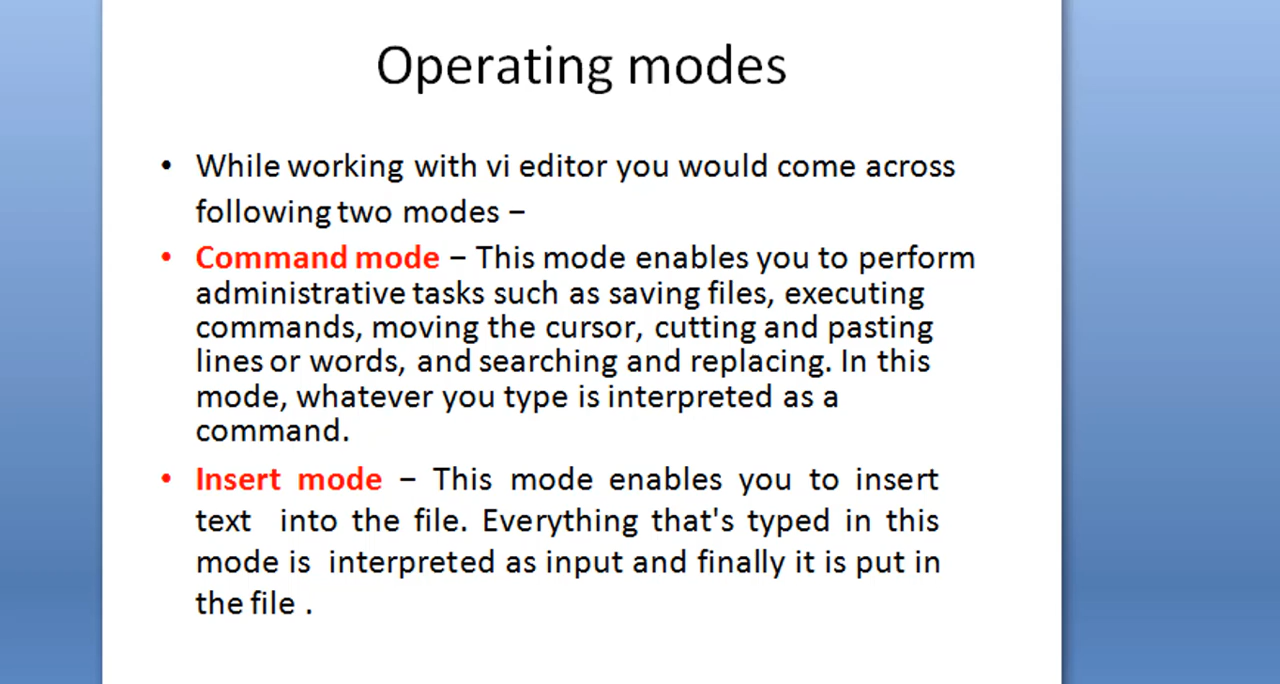 Operating modes
• While working with vi editor you would come across
following two modes –
• Command mode – This mode enables you to perform
administrative tasks such as saving files, executing
commands, moving the cursor, cutting and pasting
lines or words, and searching and replacing. In this
mode, whatever you type is interpreted as a
command.
• Insert mode – This mode enables you to insert
text into the file. Everything that's typed in this
mode is interpreted as input and finally it is put in
the file .